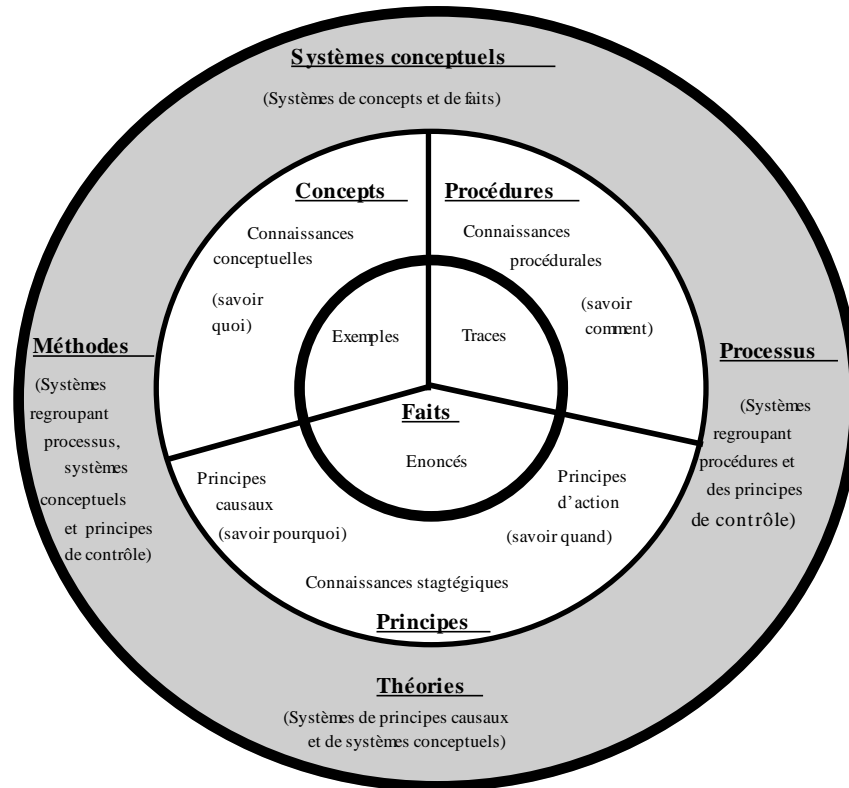 Systèmes conceptuels
(Systèmes de concepts et de faits)
Concepts
Connaissances
conceptuelles
(savoir
quoi)
Procédures
Connaissances
procédurales
(savoir
comment)
Exemples
Traces
Faits
Enoncés
Méthodes
(Systèmes
regroupant
processus,
systèmes
conceptuels
et principes
de contrôle)
Processus
(Systèmes
regroupant
procédures et
des principes
de contrôle)
Principes
causaux
(savoir pourquoi)
Principes
d’action
(savoir quand)
Connaissances stagtégiques
Principes
Théories
(Systèmes de principes causaux
et de systèmes conceptuels)